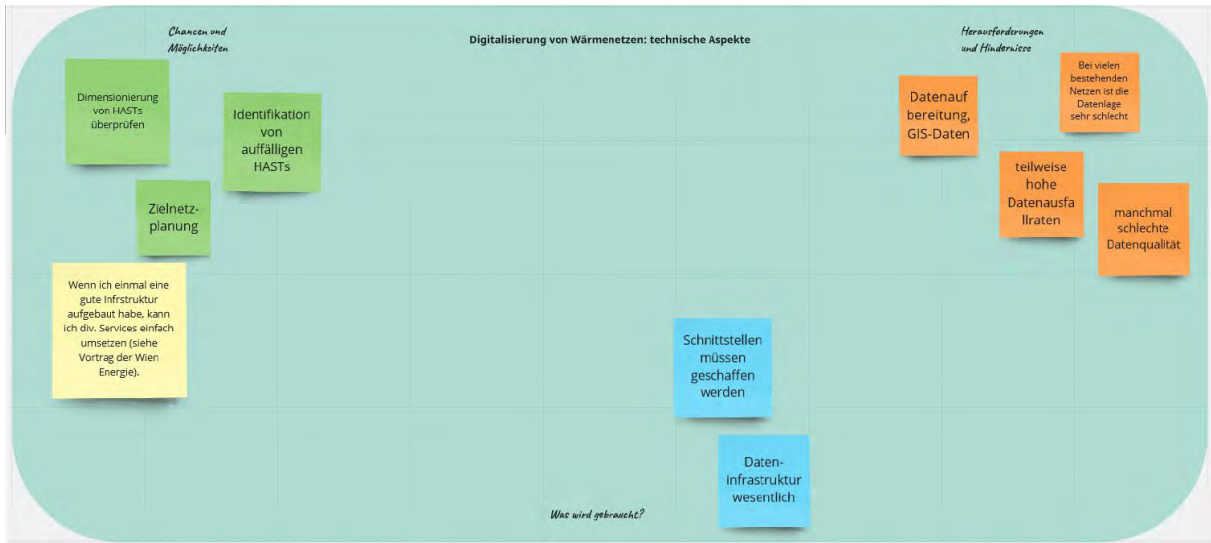 Chancen und
Möglichkeiten
Digitalisierung von Wärmenetzen: technische Aspekte
Herausforderungen
und Hindernisse
Dimensionierung
von HASTs
überprüfen
Identifikation
von
auffälligen
HASTs
Zielnetz-
planung
Wenn ich einmal eine
gute Infrstruktur
aufgebaut habe, kann
ich div. Services einfach
umsetzen (siehe
Vortrag der Wien
Energie).
Datenauf
bereitung,
GIS-Daten
Bei vielen
bestehenden
Netzen ist die
Datenlage
sehr schlecht
teilweise
hohe
Datenausfa
llraten
manchmal
schlechte
Datenqualität
Schnittstellen
müssen
geschaffen
werden
Daten-
infrastruktur
wesentlich
Was wird gebraucht?